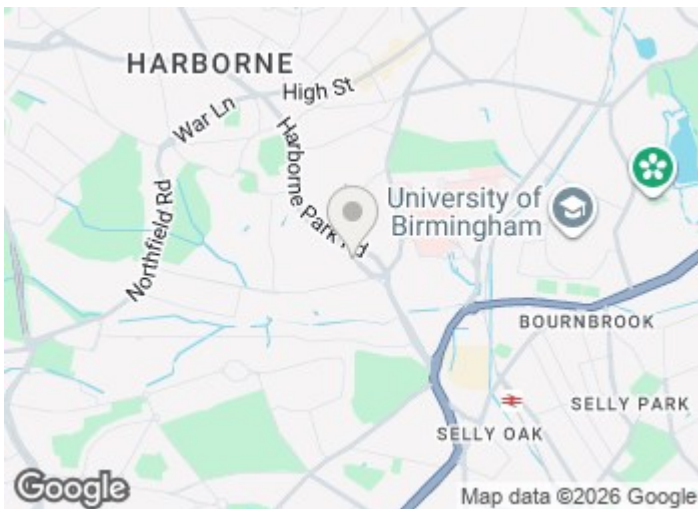 HARBORNE
High St
War Ln
Harborne Park Rd
Northfield Rd
University of
Birmingham
BOURNBROOK
SELLY PARK
SELLY OAK
Google
Map data ©2026 Google